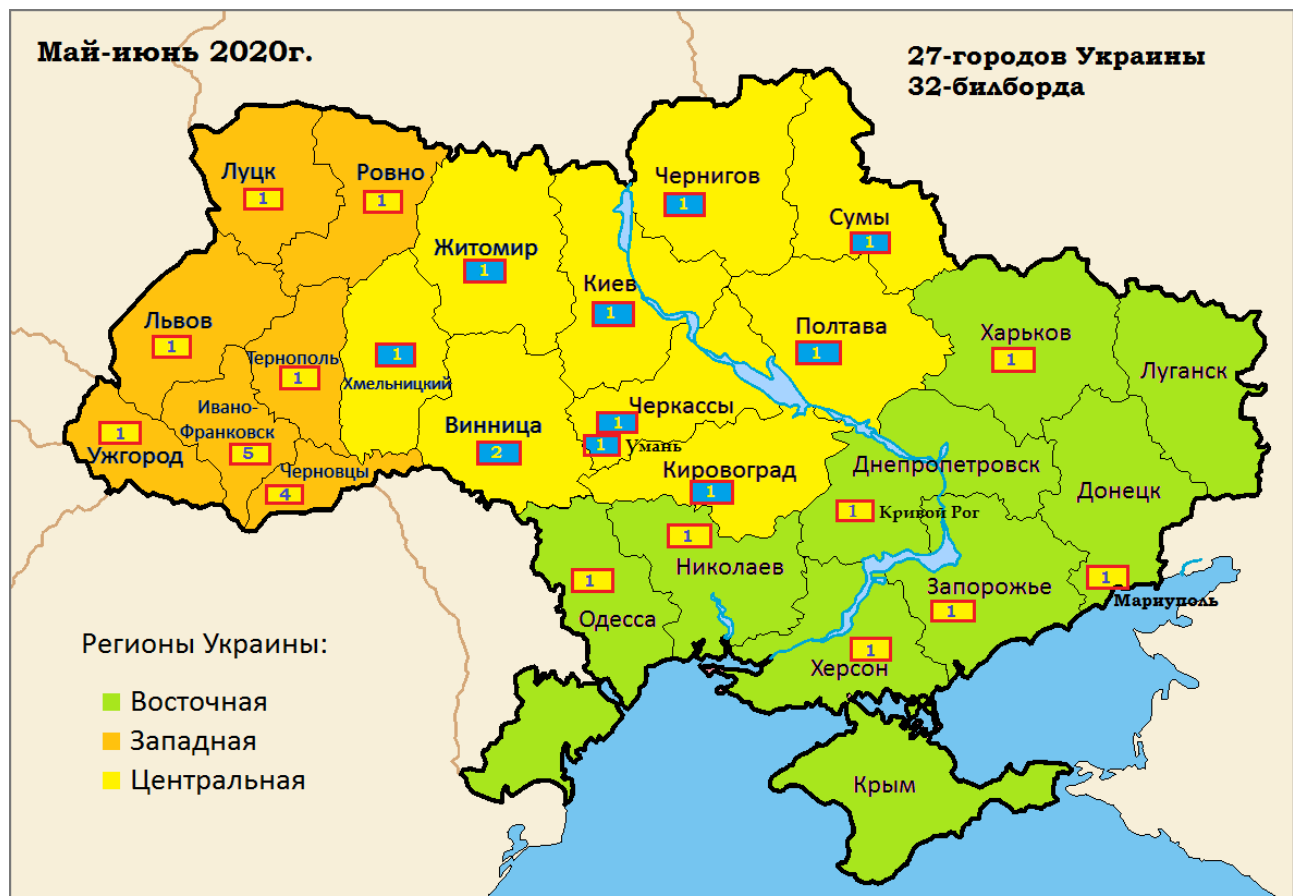 Май-июнь 2020г.
27-городов Украины
32-билборда
Луцк
1
Ровно
1
Чернигов
1
Сумы
1
Житомир
1
Киев
1
Львов
1
Тернополь
1
1
Хмельницкий
Полтава
1
Харьков
1
Луганск
Ивано-
Франковск
5
1
Ужгород
Черновцы
4
Винница
2
Черкассы
1
1
Умань
Кировоград
1
Днепропетровск
1
Кривой Рог
Донецк
1
Николаев
1
Одесса
Запорожье
1
1
Мариуполь
1
Херсон
Крым
Регионы Украины:
Восточная
Западная
Центральная